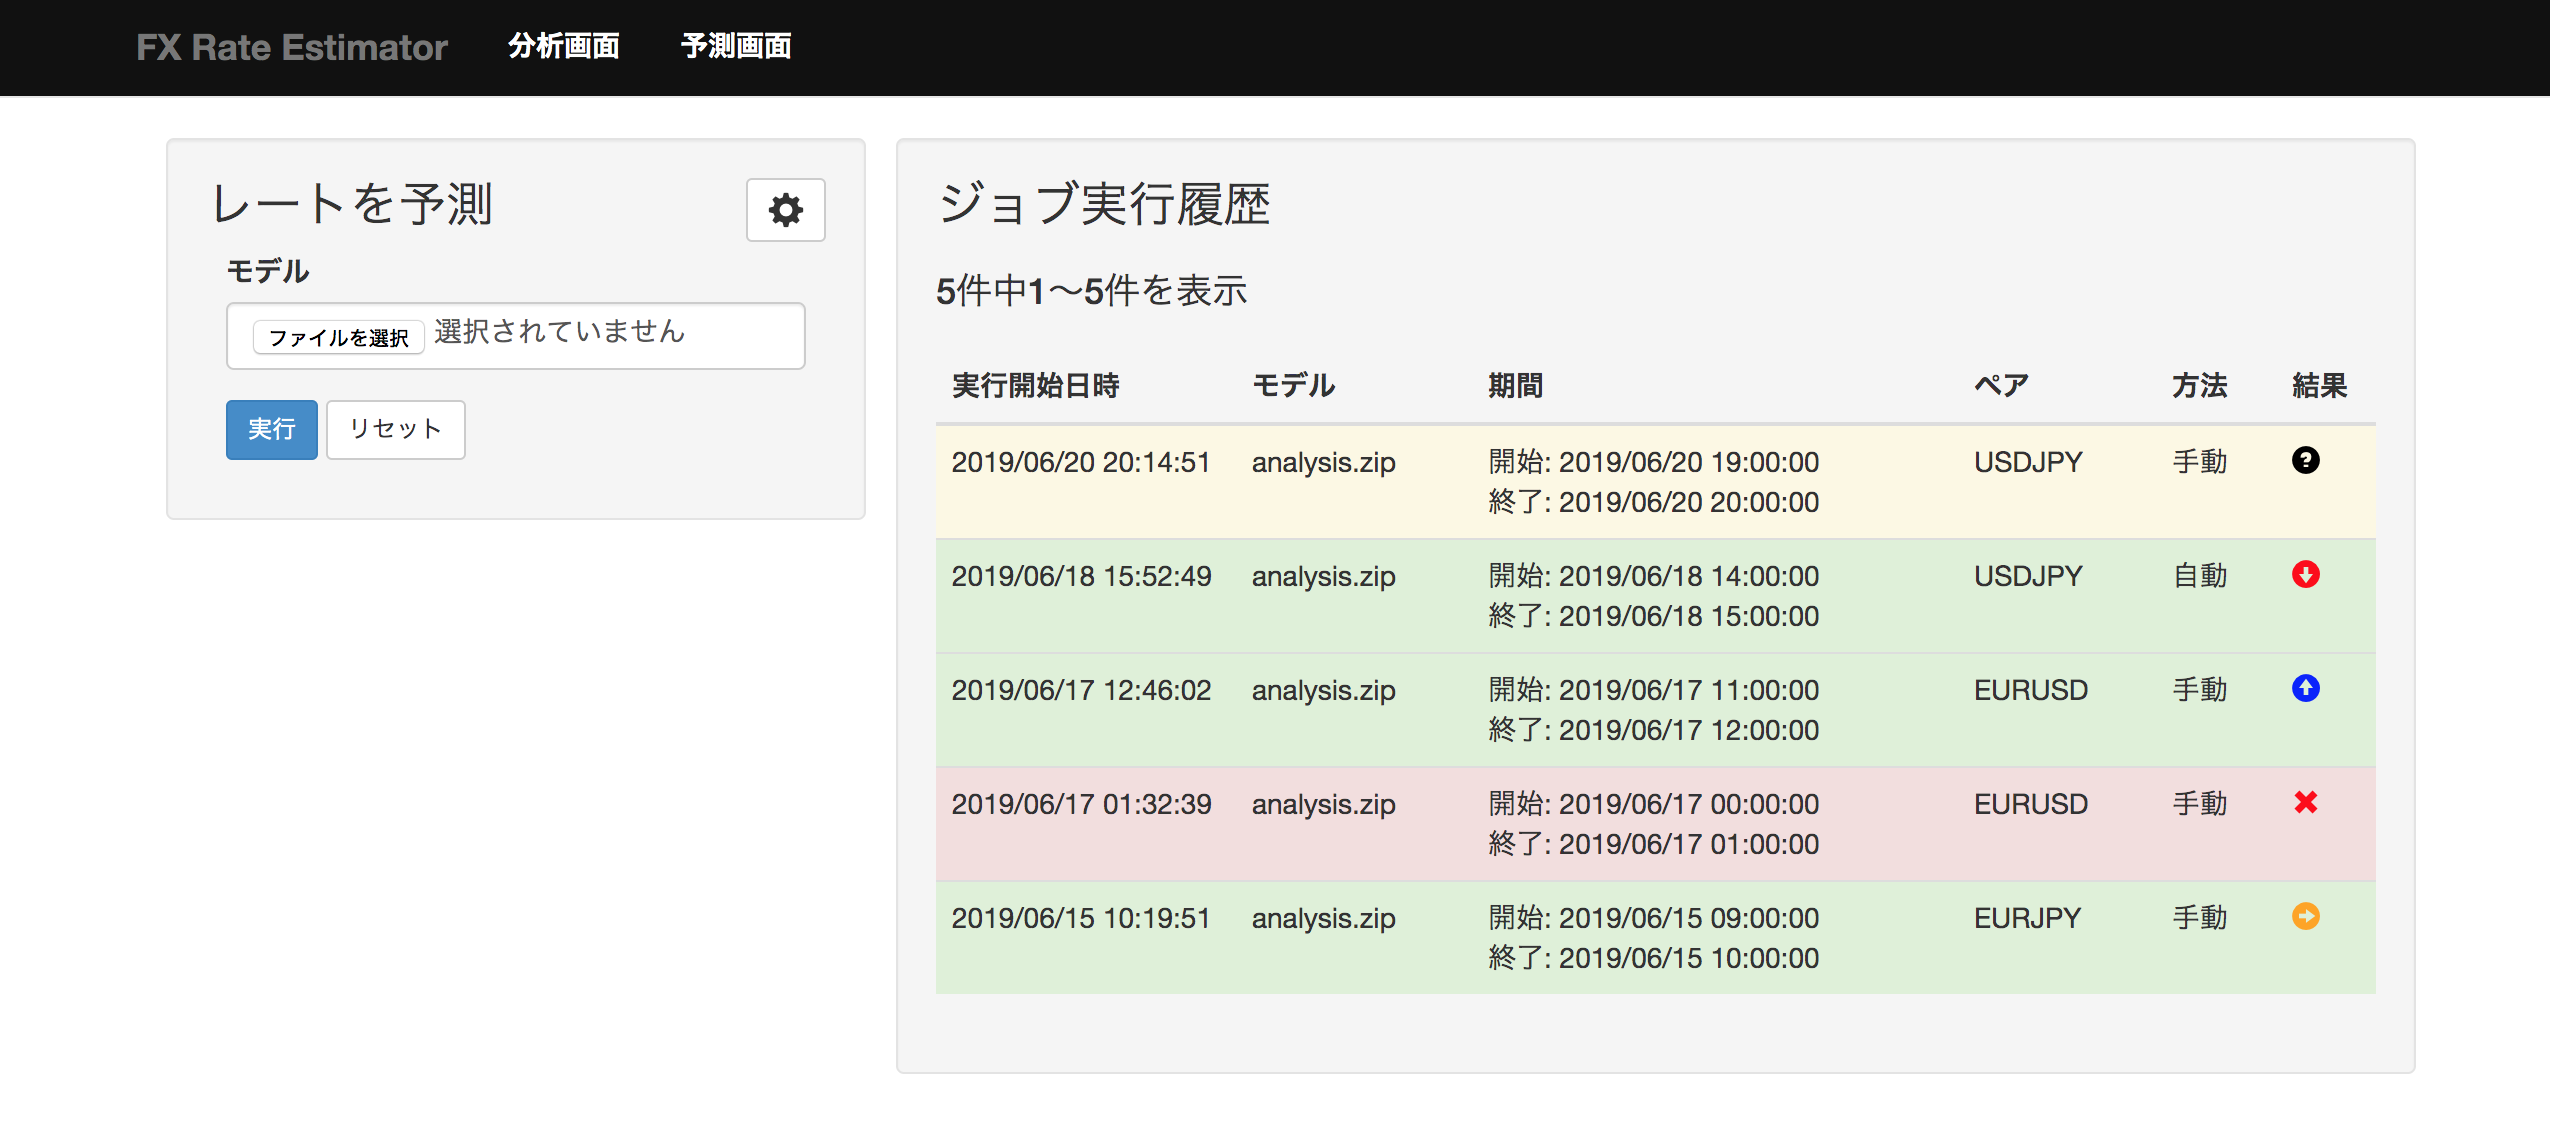 FX Rate Estimator 分析画面 予測画面
レートを予測
モデル
ファイルを選択 選択されていません
実行 リセット
ジョブ実行履歴
5件中1〜5件を表示
実行開始日時 モデル 期間 ペア 方法 結果
2019/06/20 20:14:51 analysis.zip 開始: 2019/06/20 19:00:00 USDJPY 手動
終了: 2019/06/20 20:00:00
2019/06/18 15:52:49 analysis.zip 開始: 2019/06/18 14:00:00 USDJPY 自動
終了: 2019/06/18 15:00:00
2019/06/17 12:46:02 analysis.zip 開始: 2019/06/17 11:00:00 EURUSD 手動
終了: 2019/06/17 12:00:00
2019/06/17 01:32:39 analysis.zip 開始: 2019/06/17 00:00:00 EURUSD 手動
終了: 2019/06/17 01:00:00
2019/06/15 10:19:51 analysis.zip 開始: 2019/06/15 09:00:00 EURJPY 手動
終了: 2019/06/15 10:00:00